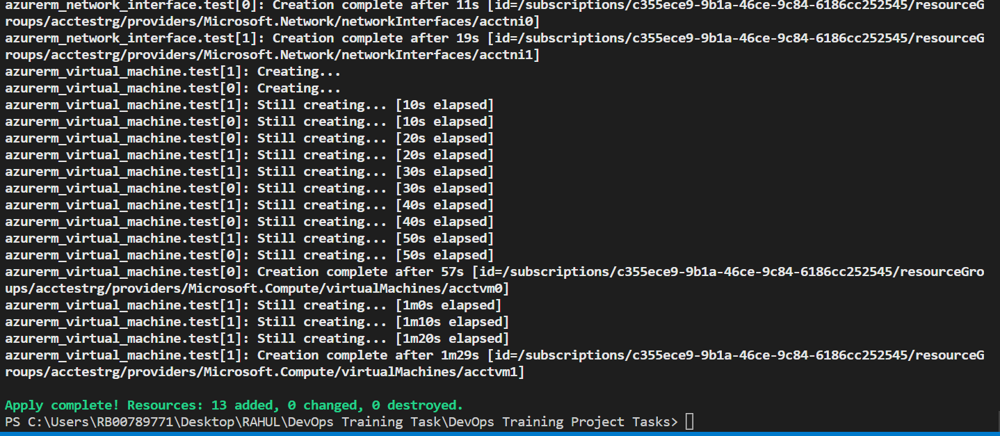 azurerm_network_interface.test[0]: Creation complete after 11s [id=/subscriptions/c355ece9-9b1a-46ce-9c84-6186cc252545/resourceG
roups/acctestrg/providers/Microsoft.Network/networkInterfaces/acctni0]
azurerm_network_interface.test[1]: Creation complete after 19s [id=/subscriptions/c355ece9-9b1a-46ce-9c84-6186cc252545/resourceG
roups/acctestrg/providers/Microsoft.Network/networkInterfaces/acctni1]
azurerm_virtual_machine.test[1]: Creating...
azurerm_virtual_machine.test[0]: Creating...
azurerm_virtual_machine.test[1]: Still creating... [10s elapsed]
azurerm_virtual_machine.test[0]: Still creating... [10s elapsed]
azurerm_virtual_machine.test[0]: Still creating... [20s elapsed]
azurerm_virtual_machine.test[1]: Still creating... [20s elapsed]
azurerm_virtual_machine.test[1]: Still creating... [30s elapsed]
azurerm_virtual_machine.test[0]: Still creating... [30s elapsed]
azurerm_virtual_machine.test[1]: Still creating... [40s elapsed]
azurerm_virtual_machine.test[0]: Still creating... [40s elapsed]
azurerm_virtual_machine.test[1]: Still creating... [50s elapsed]
azurerm_virtual_machine.test[0]: Still creating... [50s elapsed]
azurerm_virtual_machine.test[0]: Creation complete after 57s [id=/subscriptions/c355ece9-9b1a-46ce-9c84-6186cc252545/resourceGro
ups/acctestrg/providers/Microsoft.Compute/virtualMachines/acctvm0]
azurerm_virtual_machine.test[1]: Still creating... [1m0s elapsed]
azurerm_virtual_machine.test[1]: Still creating... [1m10s elapsed]
azurerm_virtual_machine.test[1]: Still creating... [1m20s elapsed]
azurerm_virtual_machine.test[1]: Creation complete after 1m29s [id=/subscriptions/c355ece9-9b1a-46ce-9c84-6186cc252545/resourceG
roups/acctestrg/providers/Microsoft.Compute/virtualMachines/acctvm1]
Apply complete! Resources: 13 added, 0 changed, 0 destroyed.
PS C:\Users\RB00789771\Desktop\RAHUL\DevOps Training Task\DevOps Training Project Tasks>